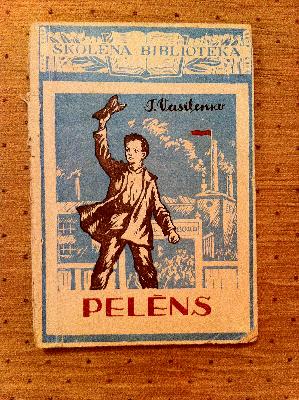 SKOLĒNA BIBLIOTĒKA
I. Vasiļenko
PELĒNS